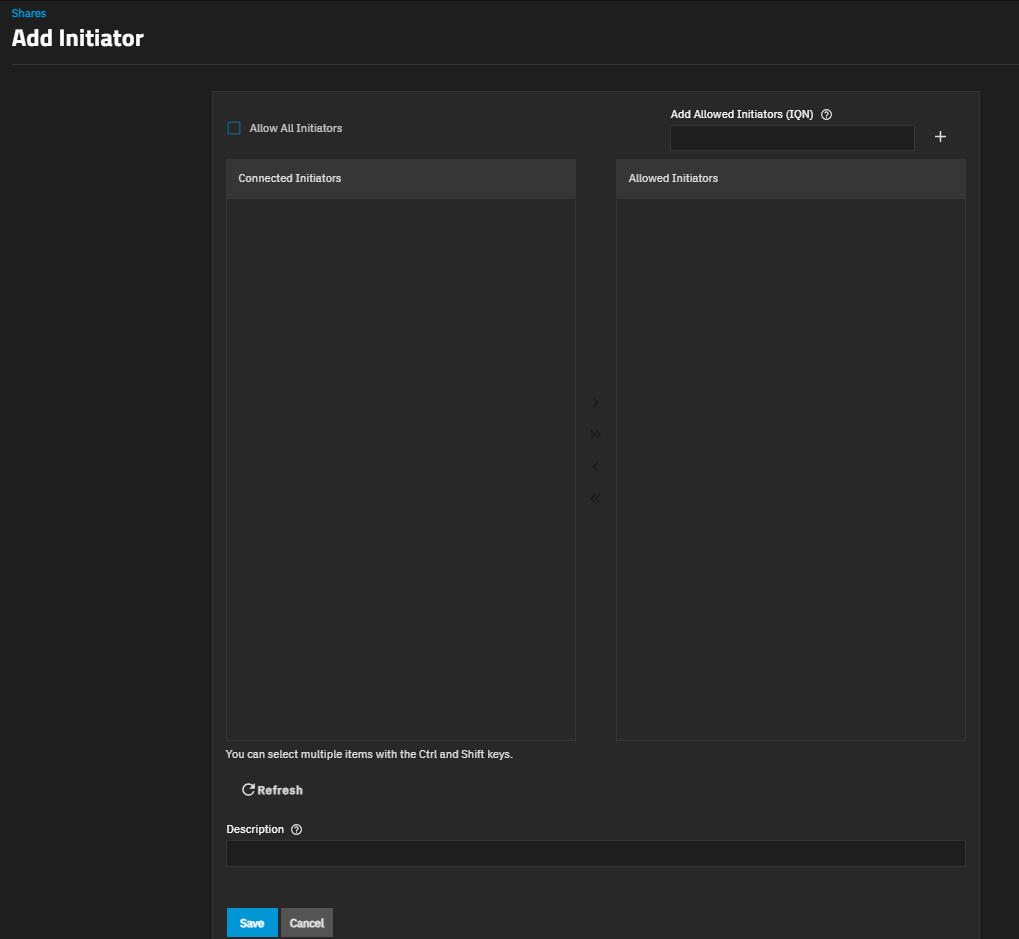 Shares
Add Initiator
Allow All Initiators
Add Allowed Initiators (IQN)
Connected Initiators
Allowed Initiators
You can select multiple items with the Ctrl and Shift keys.
Refresh
Description
Save
Cancel